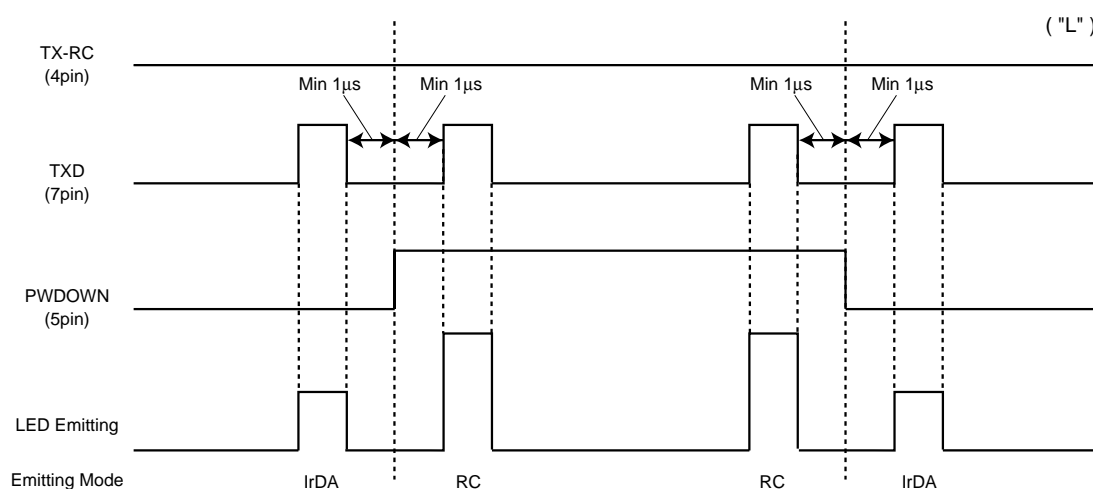 ( "L" )
TX-RC
(4pin)
Min 1μs
Min 1μs
Min 1μs
Min 1μs
TXD
(7pin)
PWDOWN
(5pin)
LED Emitting
Emitting Mode
IrDA
RC
RC
IrDA